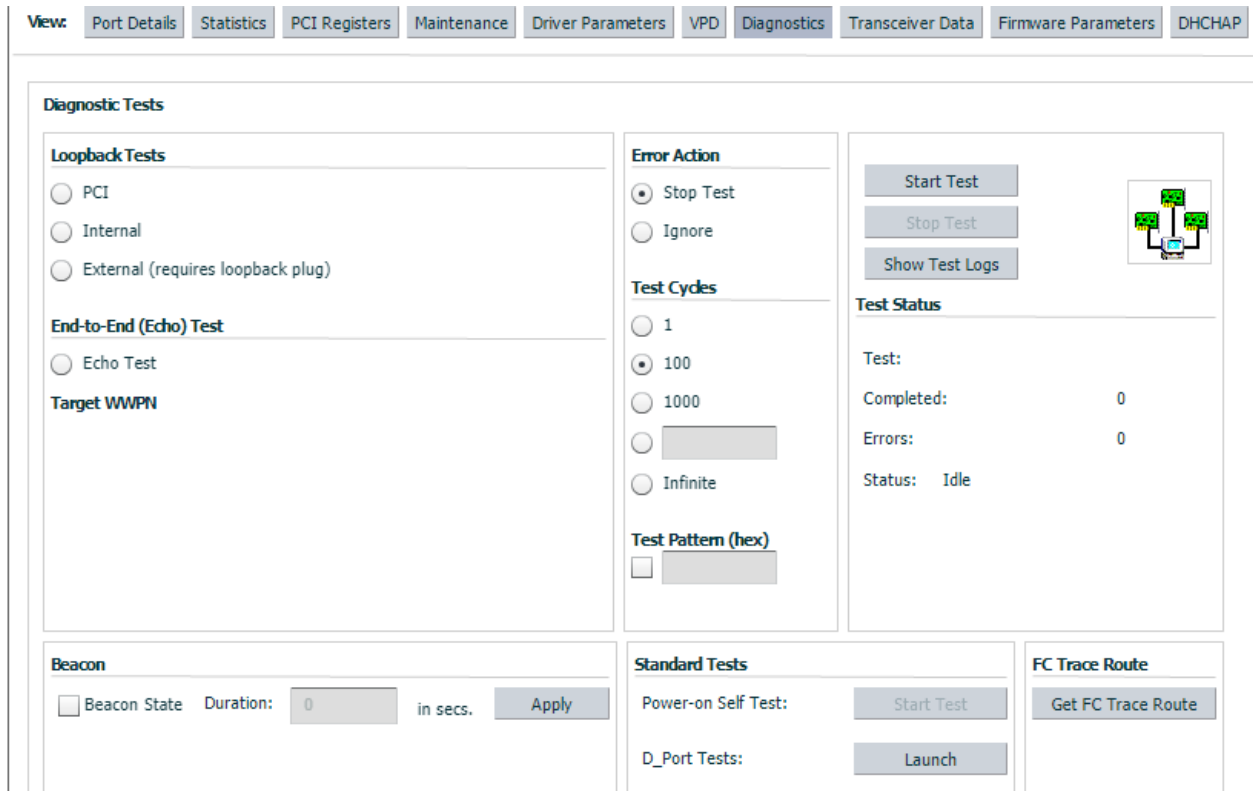 View: Port Details Statistics PCI Registers Maintenance Driver Parameters VPD Diagnostics Transceiver Data Firmware Parameters DHCHAP
Diagnostic Tests
Loopback Tests
PCI
Internal
External (requires loopback plug)
End-to-End (Echo) Test
Echo Test
Target WWPN
Error Action
Stop Test
Ignore
Test Cycles
1
100
1000
Infinite
Test Pattern (hex)
Start Test
Stop Test
Show Test Logs
Test Status
Test:
Completed: 0
Errors: 0
Status: Idle
Beacon
Beacon State Duration: 0 in secs. Apply
Standard Tests
Power-on Self Test: Start Test
D_Port Tests: Launch
FC Trace Route
Get FC Trace Route